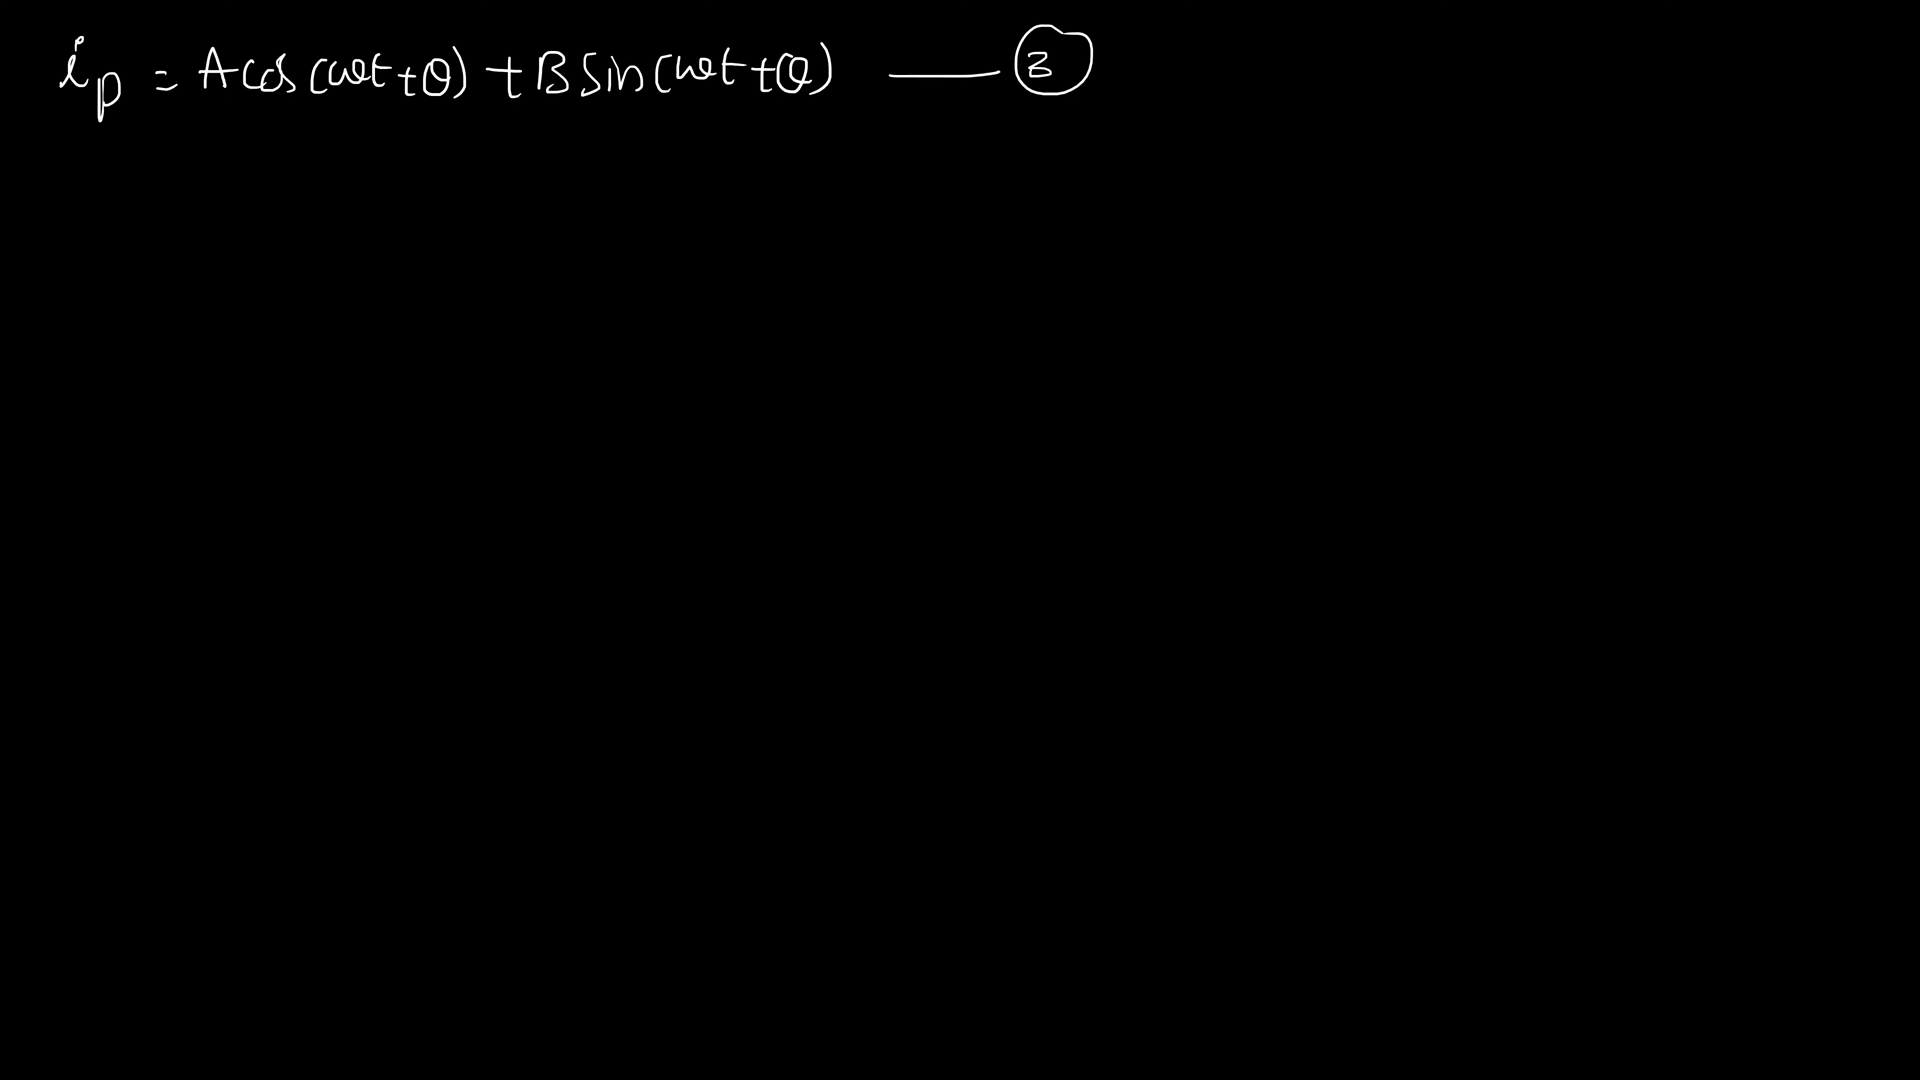 i_p = A cos (ωt + θ) + B sin (ωt + θ) —— ③